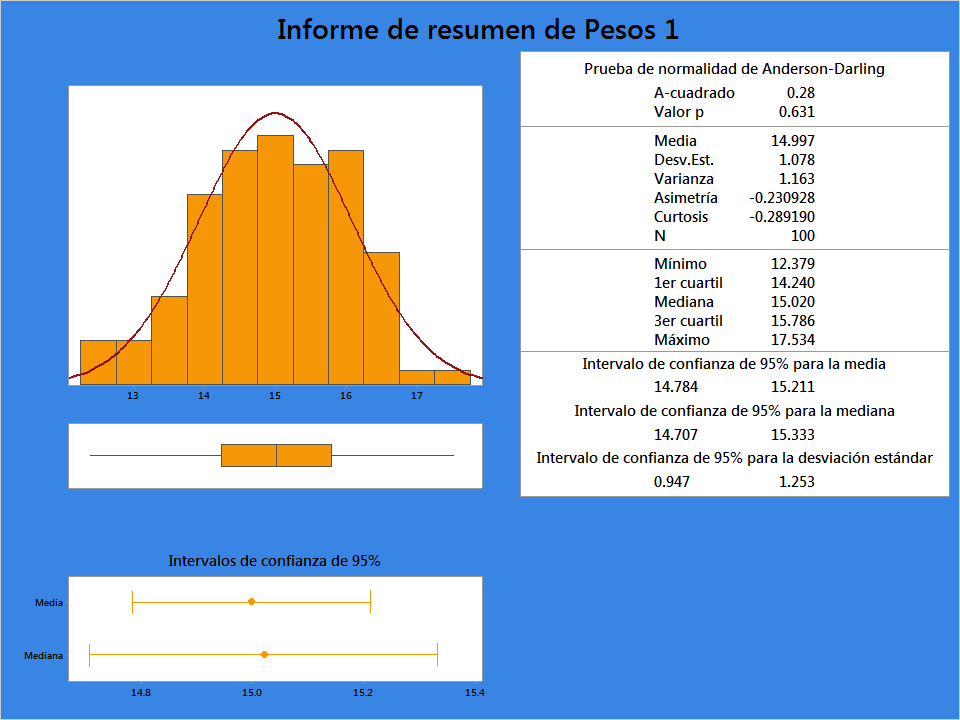 Informe de resumen de Pesos 1
13 14 15 16 17
Intervalos de confianza de 95%
Media
Mediana
14.8 15.0 15.2 15.4
Prueba de normalidad de Anderson-Darling
A-cuadrado 0.28
Valor p 0.631
Media 14.997
Desv.Est. 1.078
Varianza 1.163
Asimetría -0.230928
Curtosis -0.289190
N 100
Mínimo 12.379
1er cuartil 14.240
Mediana 15.020
3er cuartil 15.786
Máximo 17.534
Intervalo de confianza de 95% para la media
14.784 15.211
Intervalo de confianza de 95% para la mediana
14.707 15.333
Intervalo de confianza de 95% para la desviación estándar
0.947 1.253